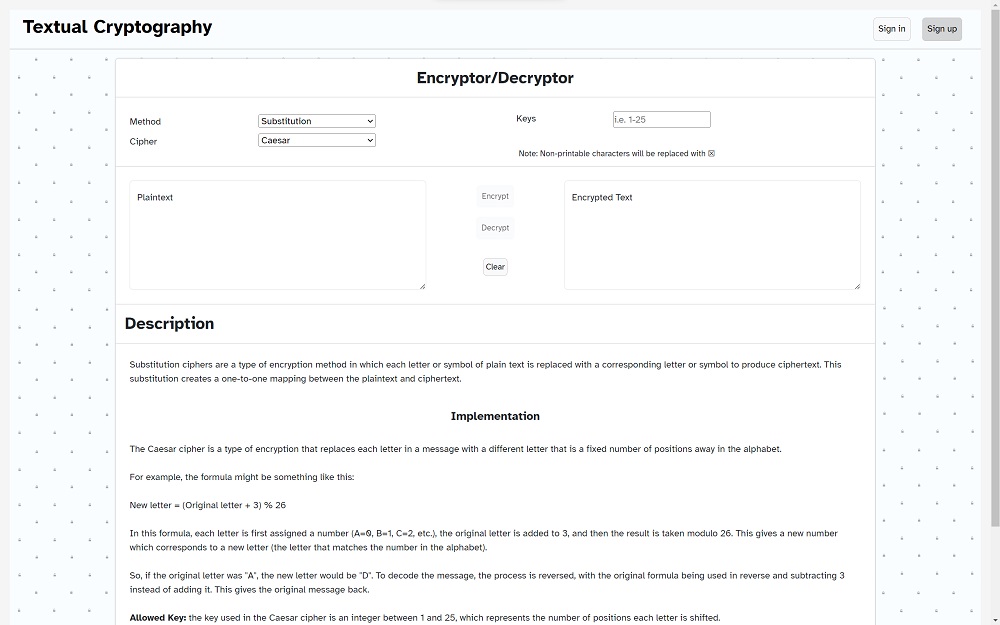 Textual Cryptography
Sign in
Sign up
Encryptor/Decryptor
Method
Substitution
Keys
i.e. 1-25
Cipher
Caesar
Note: Non-printable characters will be replaced with ☒
Plaintext
Encrypt
Encrypted Text
Decrypt
Clear
Description
Substitution ciphers are a type of encryption method in which each letter or symbol of plain text is replaced with a corresponding letter or symbol to produce ciphertext. This
substitution creates a one-to-one mapping between the plaintext and ciphertext.
Implementation
The Caesar cipher is a type of encryption that replaces each letter in a message with a different letter that is a fixed number of positions away in the alphabet.
For example, the formula might be something like this:
New letter = (Original letter + 3) % 26
In this formula, each letter is first assigned a number (A=0, B=1, C=2, etc.), the original letter is added to 3, and then the result is taken modulo 26. This gives a new number
which corresponds to a new letter (the letter that matches the number in the alphabet).
So, if the original letter was "A", the new letter would be "D". To decode the message, the process is reversed, with the original formula being used in reverse and subtracting 3
instead of adding it. This gives the original message back.
Allowed Key: the key used in the Caesar cipher is an integer between 1 and 25, which represents the number of positions each letter is shifted.